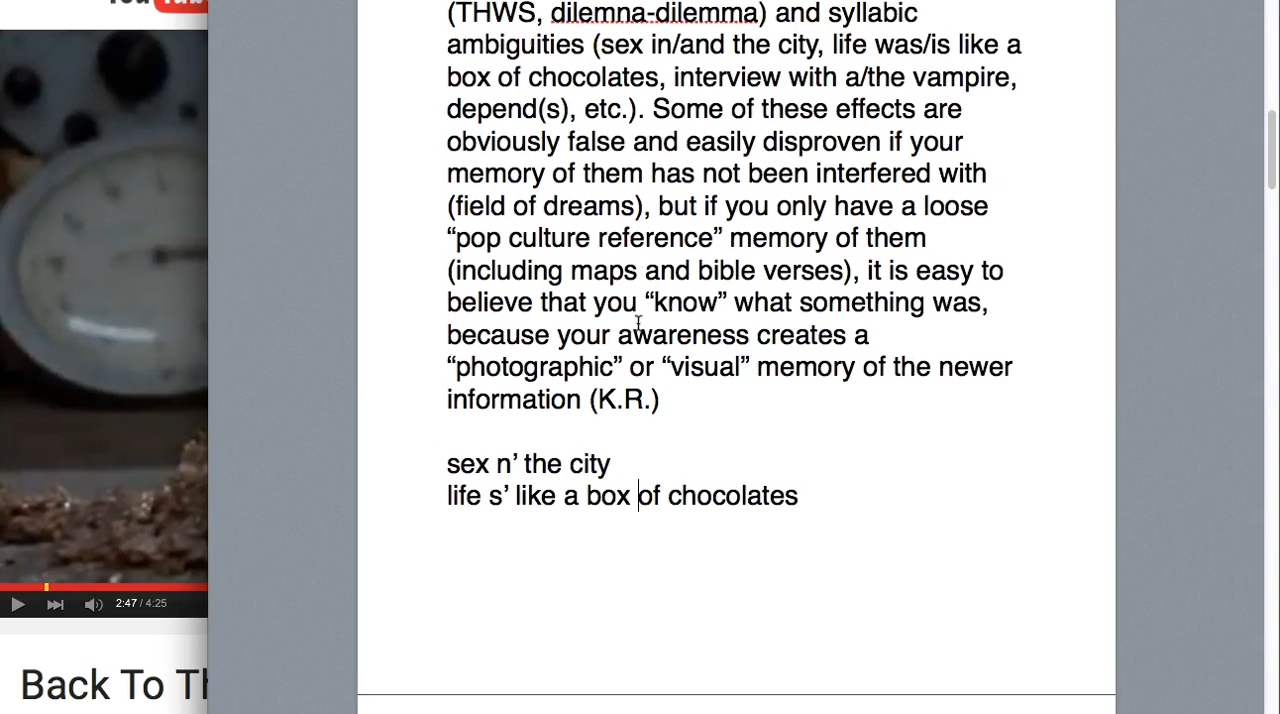 (THWS, dilemna-dilemma) and syllabic
ambiguities (sex in/and the city, life was/is like a
box of chocolates, interview with a/the vampire,
depend(s), etc.). Some of these effects are
obviously false and easily disproven if your
memory of them has not been interfered with
(field of dreams), but if you only have a loose
“pop culture reference” memory of them
(including maps and bible verses), it is easy to
believe that you “know” what something was,
because your awareness creates a
“photographic” or “visual” memory of the newer
information (K.R.)
sex n’ the city
life s’ like a box of chocolates
2:47 / 4:25
Back To Th